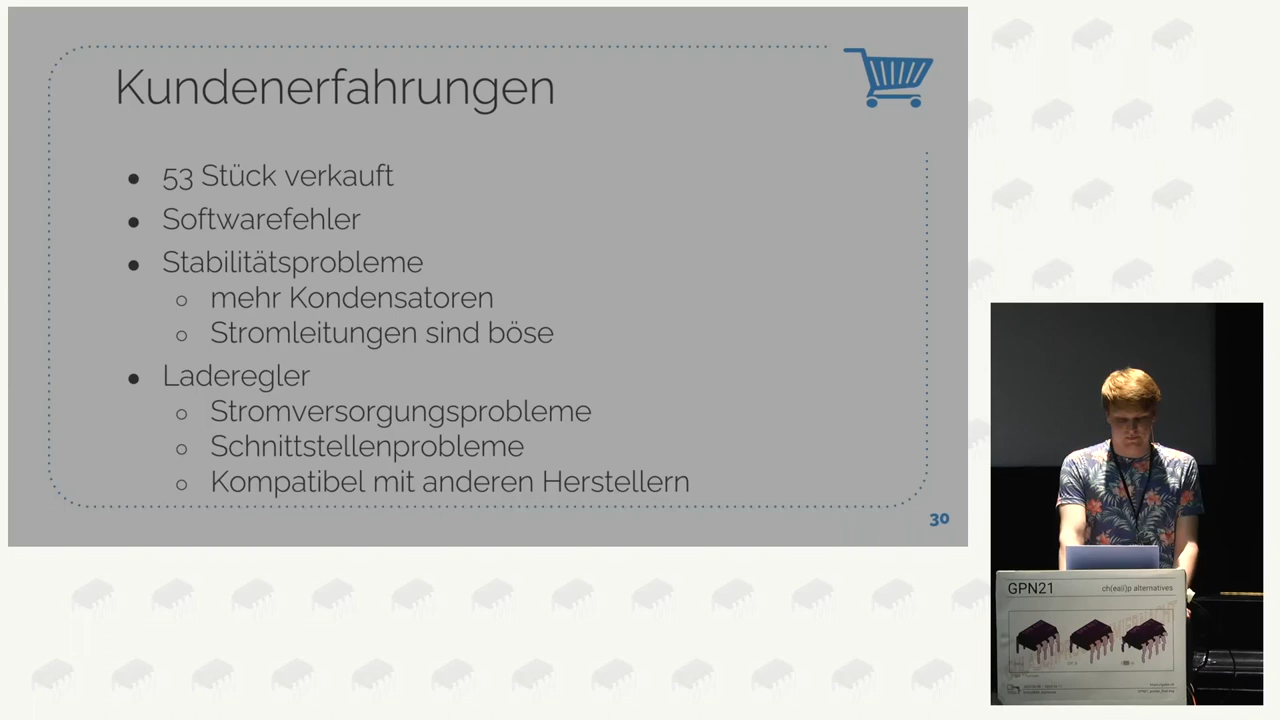 Kundenerfahrungen
● 53 Stück verkauft
● Softwarefehler
● Stabilitätsprobleme
○ mehr Kondensatoren
○ Stromleitungen sind böse
● Laderegler
○ Stromversorgungsprobleme
○ Schnittstellenprobleme
○ Kompatibel mit anderen Herstellern
30
GPN21
ch(ea|i)p alternatives